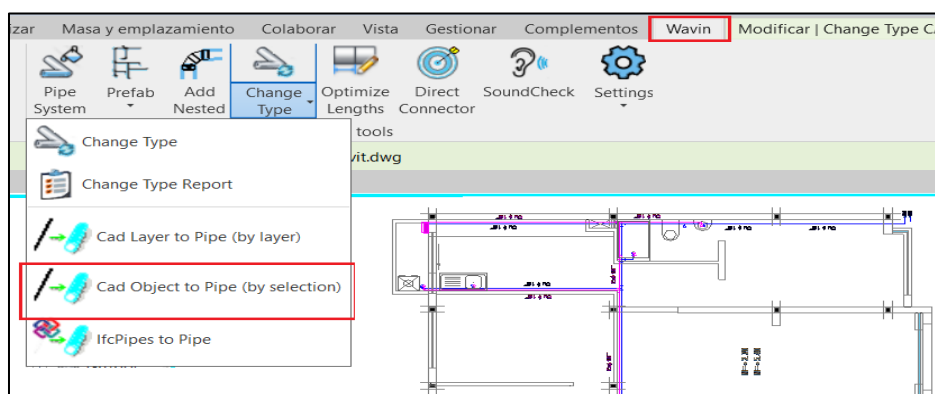 izar Masa y emplazamiento Colaborar Vista Gestionar Complementos Wavin Modificar | Change Type C
Pipe System
Prefab
Add Nested
Change Type
Optimize Lengths
Direct Connector
SoundCheck
Settings
tools
Change Type
vit.dwg
Change Type Report
Cad Layer to Pipe (by layer)
Cad Object to Pipe (by selection)
IfcPipes to Pipe